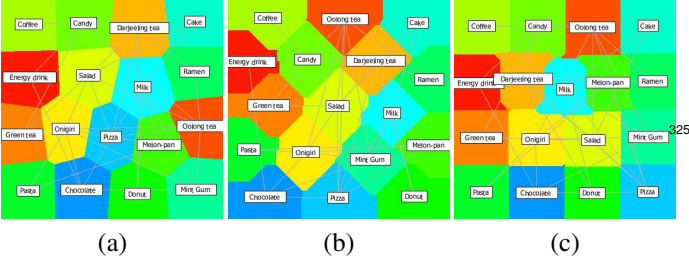 Coffee Candy Darjeeling tea Cake
Energy drink Salad Milk Ramen
Green tea Onigiri Pizza Melon-pan Oolong tea
Pasta Chocolate Donut Mint Gum
(a)
Coffee Oolong tea Cake
Energy drink Candy Darjeeling tea Ramen
Green tea Salad Milk
Pasta Onigiri Mint Gum Melon-pan
Chocolate Pizza Donut
(b)
Coffee Candy Oolong tea Cake
Energy drink Darjeeling tea Milk Melon-pan Ramen
Green tea Onigiri Salad Mint Gum
Pasta Chocolate Donut Pizza
(c)
325